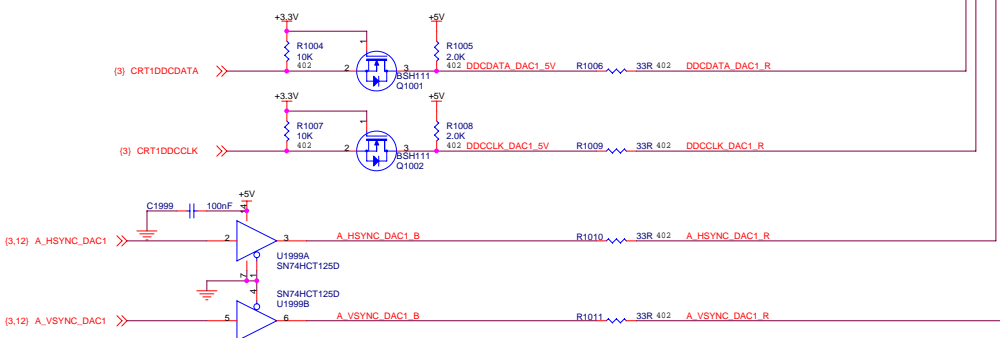 +3.3V
+5V
R1004
10K
402
1
R1005
2.0K
402
{3} CRT1DDCDATA
2
3
BSH111
Q1001
DDCDATA_DAC1_5V
R1006
33R 402
DDCDATA_DAC1_R
+3.3V
+5V
R1007
10K
402
1
R1008
2.0K
402
{3} CRT1DDCCLK
2
3
BSH111
Q1002
DDCCLK_DAC1_5V
R1009
33R 402
DDCCLK_DAC1_R
+5V
C1999
100nF
14
{3,12} A_HSYNC_DAC1
2
3
A_HSYNC_DAC1_B
R1010
33R 402
A_HSYNC_DAC1_R
U1999A
SN74HCT125D
7
1
4
SN74HCT125D
U1999B
{3,12} A_VSYNC_DAC1
5
6
A_VSYNC_DAC1_B
R1011
33R 402
A_VSYNC_DAC1_R